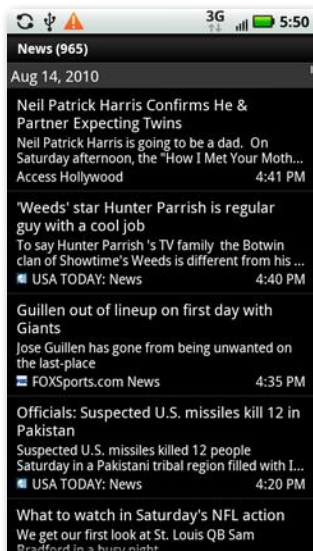 3G 5:50
News (965)
Aug 14, 2010
Neil Patrick Harris Confirms He &
Partner Expecting Twins
Neil Patrick Harris is going to be a dad. On
Saturday afternoon, the "How I Met Your Moth...
Access Hollywood 4:41 PM
'Weeds' star Hunter Parrish is regular
guy with a cool job
To say Hunter Parrish 's TV family the Botwin
clan of Showtime's Weeds is different from his ...
USA TODAY: News 4:40 PM
Guillen out of lineup on first day with
Giants
Jose Guillen has gone from being unwanted on
the last-place
FOXSports.com News 4:35 PM
Officials: Suspected U.S. missiles kill 12 in
Pakistan
Suspected U.S. missiles killed 12 people
Saturday in a Pakistani tribal region filled with I...
USA TODAY: News 4:20 PM
What to watch in Saturday's NFL action
We get our first look at St. Louis QB Sam
Bradford in a busy night